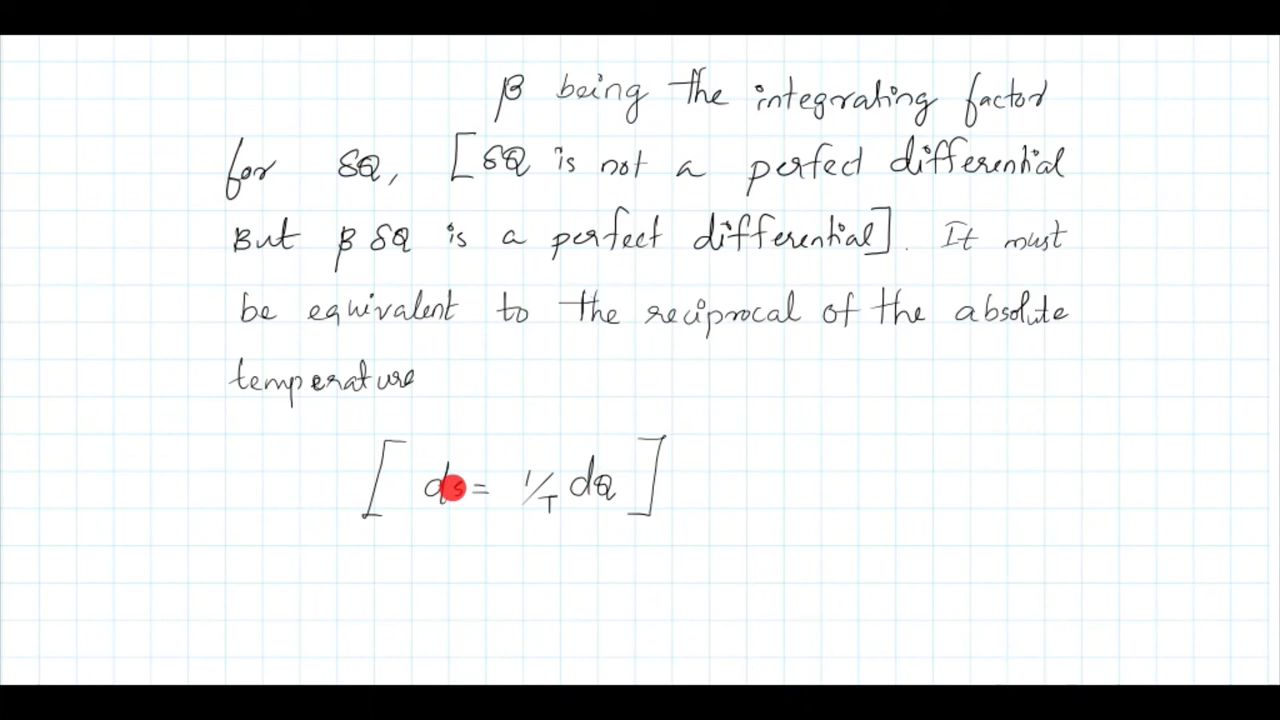 β being the integrating factor
for δQ, [δQ is not a perfect differential
But β δQ is a perfect differential]. It must
be equivalent to the reciprocal of the absolute
temperature
[ ds = 1/T dQ ]